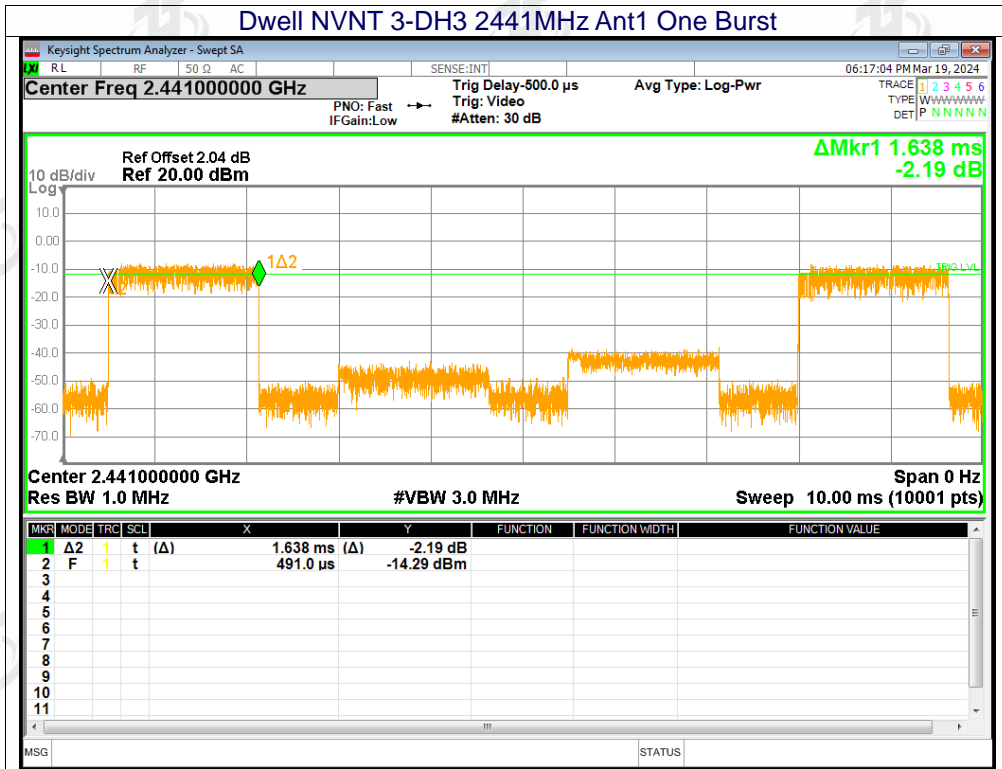 Dwell NVNT 3-DH3 2441MHz Ant1 One Burst
Keysight Spectrum Analyzer - Swept SA
LXI RL RF 50 Ω AC SENSE:INT 06:17:04 PM Mar 19, 2024
Center Freq 2.441000000 GHz
PNO: Fast
IFGain:Low
Trig Delay-500.0 µs
Trig: Video
#Atten: 30 dB
Avg Type: Log-Pwr
TRACE 1 2 3 4 5 6
TYPE WWWWWWW
DET P N N N N N
ΔMkr1 1.638 ms
-2.19 dB
Ref Offset 2.04 dB
10 dB/div Ref 20.00 dBm
Log
10.0
0.00
-10.0
-20.0
-30.0
-40.0
-50.0
-60.0
-70.0
1Δ2
TRIG LVL
Center 2.441000000 GHz Span 0 Hz
Res BW 1.0 MHz #VBW 3.0 MHz Sweep 10.00 ms (10001 pts)
MKR MODE TRC SCL X Y FUNCTION FUNCTION WIDTH FUNCTION VALUE
1 Δ2 1 t (Δ) 1.638 ms (Δ) -2.19 dB
2 F 1 t 491.0 µs -14.29 dBm
3
4
5
6
7
8
9
10
11
MSG STATUS